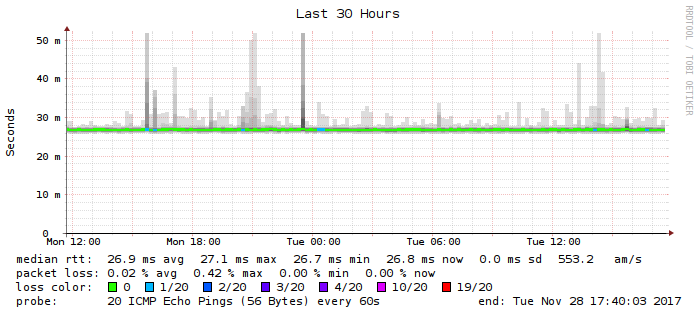 Last 30 Hours
RRDTOOL / TOBI OETIKER
Seconds
50 m
40 m
30 m
20 m
10 m
0
Mon 12:00 Mon 18:00 Tue 00:00 Tue 06:00 Tue 12:00
median rtt: 26.9 ms avg 27.1 ms max 26.7 ms min 26.8 ms now 0.0 ms sd 553.2 am/s
packet loss: 0.02 % avg 0.42 % max 0.00 % min 0.00 % now
loss color: 0 1/20 2/20 3/20 4/20 10/20 19/20
probe: 20 ICMP Echo Pings (56 Bytes) every 60s end: Tue Nov 28 17:40:03 2017